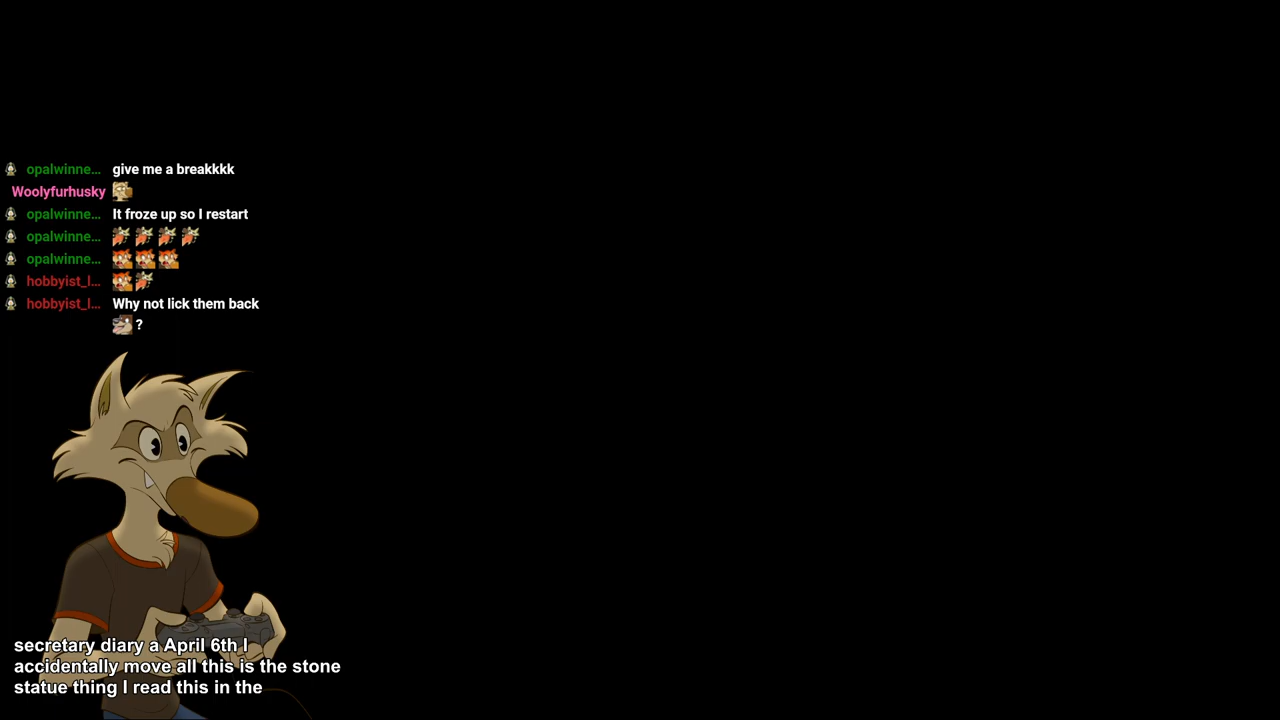 opalwinne... give me a breakkkk
Woolyfurhusky
opalwinne... It froze up so I restart
opalwinne...
opalwinne...
hobbyist_l...
hobbyist_l... Why not lick them back
?
secretary diary a April 6th I
accidentally move all this is the stone
statue thing I read this in the